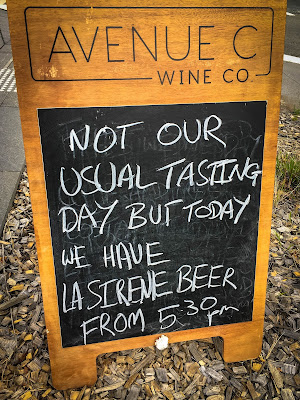 AVENUE C
WINE CO
NOT OUR
USUAL TASTING
DAY BUT TODAY
WE HAVE
LA SIRENE BEER
FROM 5-30pm